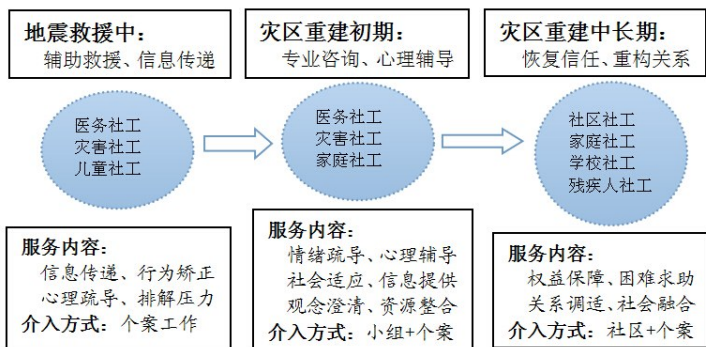 地震救援中：
辅助救援、信息传递
灾区重建初期：
专业咨询、心理辅导
灾区重建中长期：
恢复信任、重构关系
医务社工
灾害社工
儿童社工
医务社工
灾害社工
家庭社工
社区社工
家庭社工
学校社工
残疾人社工
服务内容：
信息传递、行为矫正
心理疏导、排解压力
介入方式：个案工作
服务内容：
情绪疏导、心理辅导
社会适应、信息提供
观念澄清、资源整合
介入方式：小组+个案
服务内容：
权益保障、困难求助
关系调适、社会融合
介入方式：社区+个案